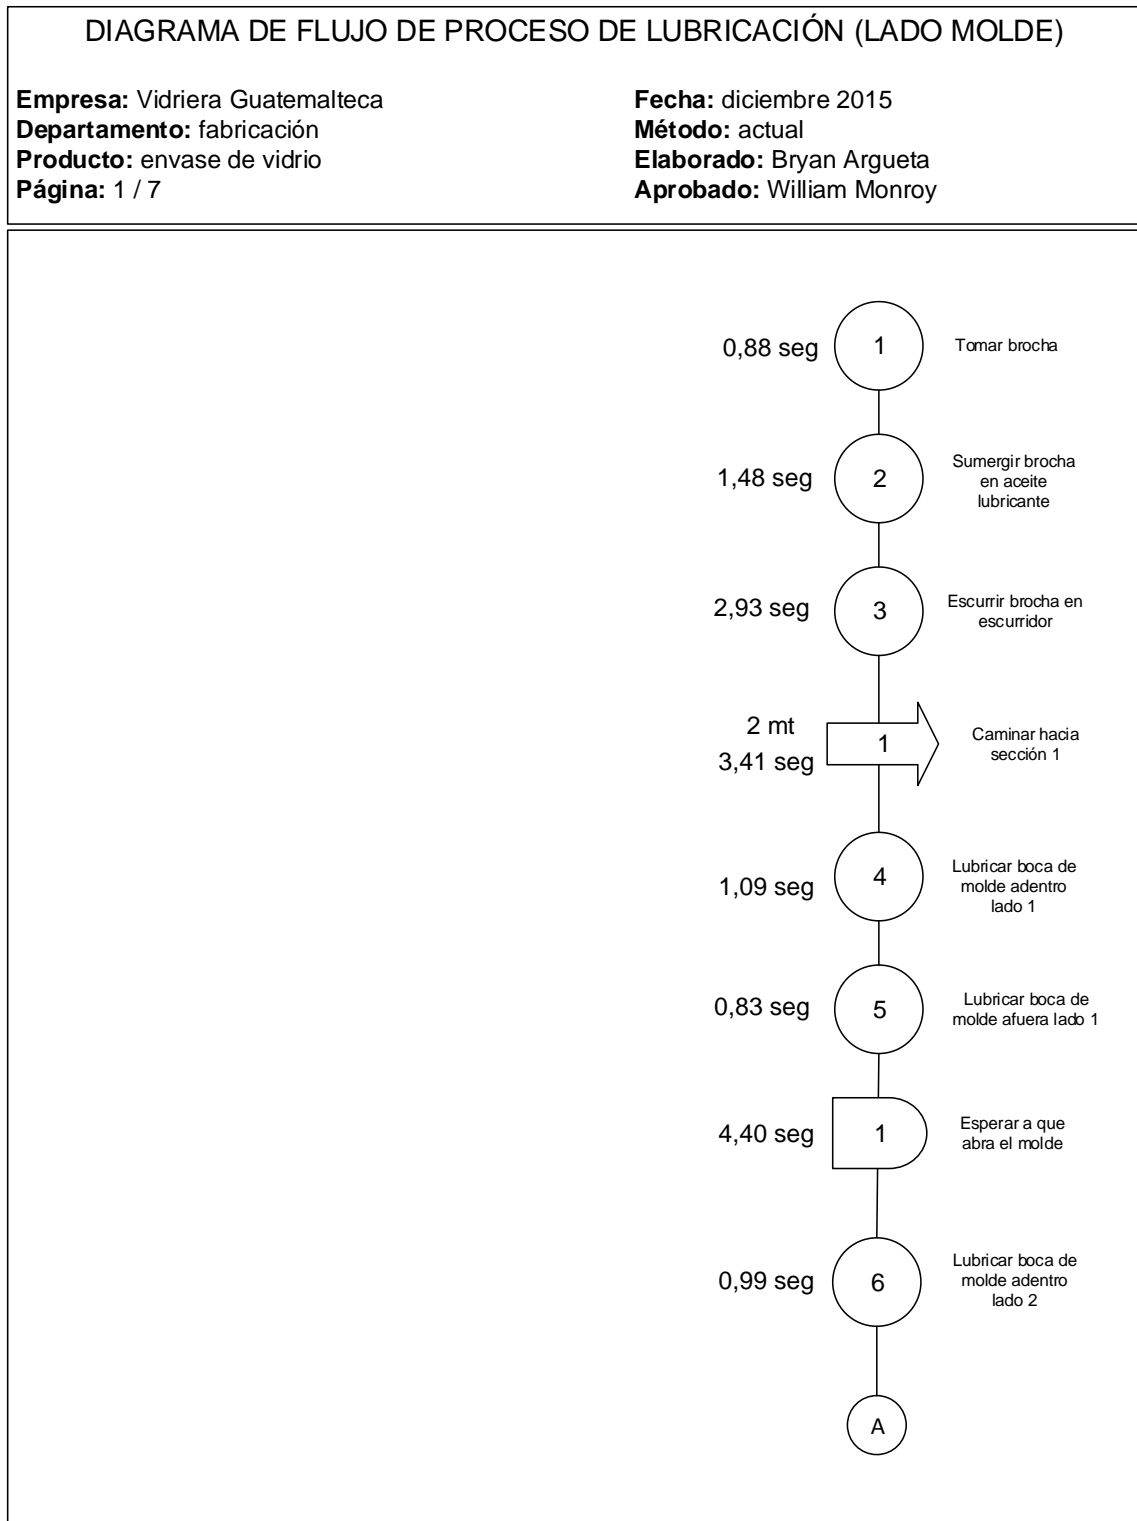 DIAGRAMA DE FLUJO DE PROCESO DE LUBRICACIÓN (LADO MOLDE)
Empresa: Vidriera Guatemalteca
Departamento: fabricación
Producto: envase de vidrio
Página: 1 / 7
Fecha: diciembre 2015
Método: actual
Elaborado: Bryan Argueta
Aprobado: William Monroy
0,88 seg
1
Tomar brocha
1,48 seg
2
Sumergir brocha
en aceite
lubricante
2,93 seg
3
Escurrir brocha en
escurridor
2 mt
3,41 seg
1
Caminar hacia
sección 1
1,09 seg
4
Lubricar boca de
molde adentro
lado 1
0,83 seg
5
Lubricar boca de
molde afuera lado 1
4,40 seg
1
Esperar a que
abra el molde
0,99 seg
6
Lubricar boca de
molde adentro
lado 2
A